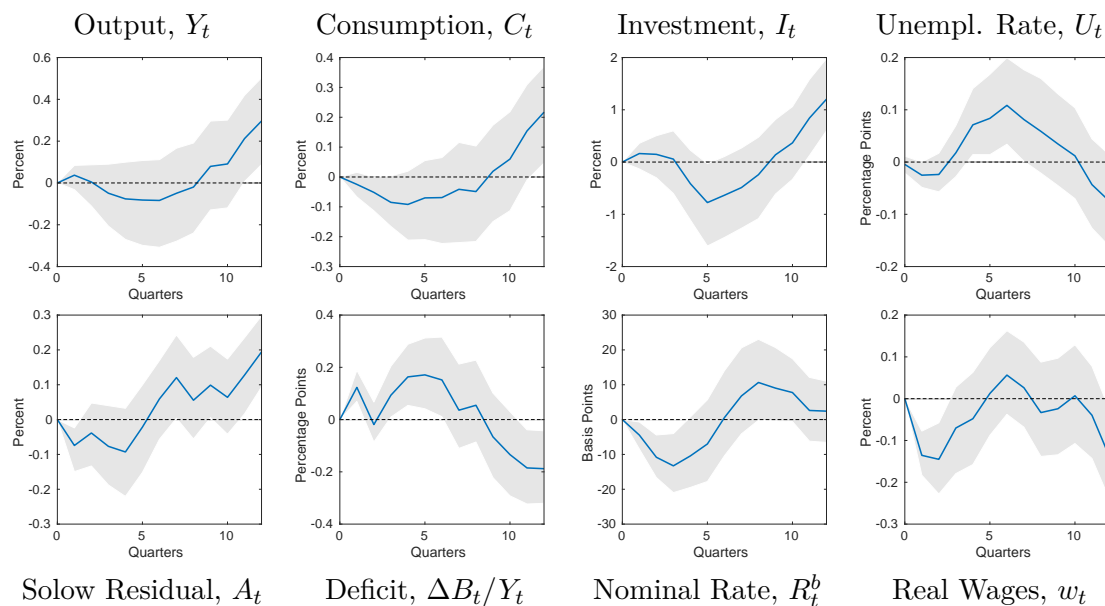 Output, Y_t Consumption, C_t Investment, I_t Unempl. Rate, U_t
Percent
0.6
0.4
0.2
0
-0.2
-0.4
0 5 10
Quarters
Percent
0.4
0.3
0.2
0.1
0
-0.1
-0.2
-0.3
0 5 10
Quarters
Percent
2
1
0
-1
-2
0 5 10
Quarters
Percentage Points
0.2
0.1
0
-0.1
-0.2
0 5 10
Quarters
Percent
0.3
0.2
0.1
0
-0.1
-0.2
-0.3
0 5 10
Quarters
Percentage Points
0.4
0.2
0
-0.2
-0.4
0 5 10
Quarters
Basis Points
30
20
10
0
-10
-20
-30
0 5 10
Quarters
Percent
0.2
0.1
0
-0.1
-0.2
-0.3
0 5 10
Quarters
Solow Residual, A_t Deficit, ΔB_t/Y_t Nominal Rate, R_t^b Real Wages, w_t